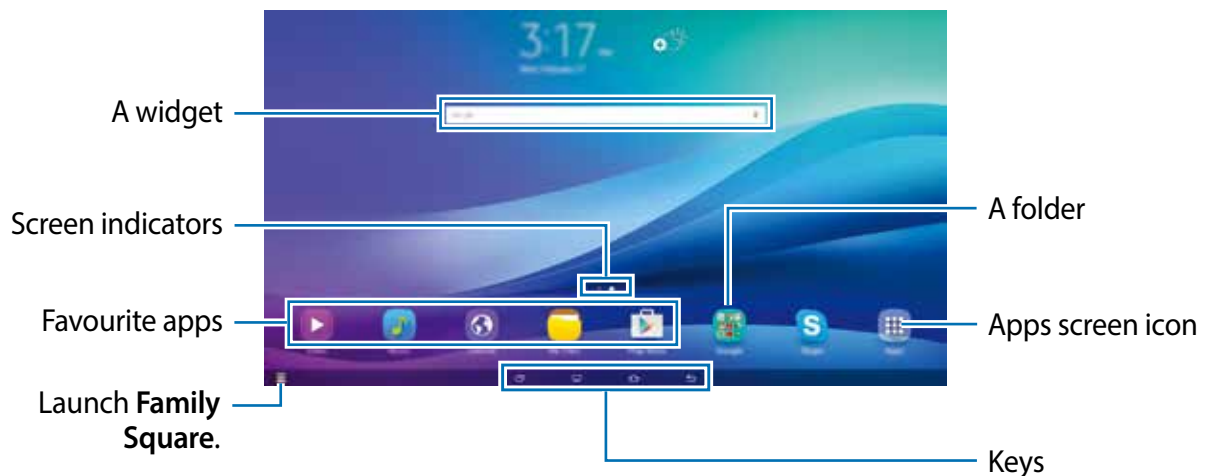 3:17
A widget
Screen indicators
A folder
Favourite apps
S
Apps screen icon
Launch Family
Square.
Keys